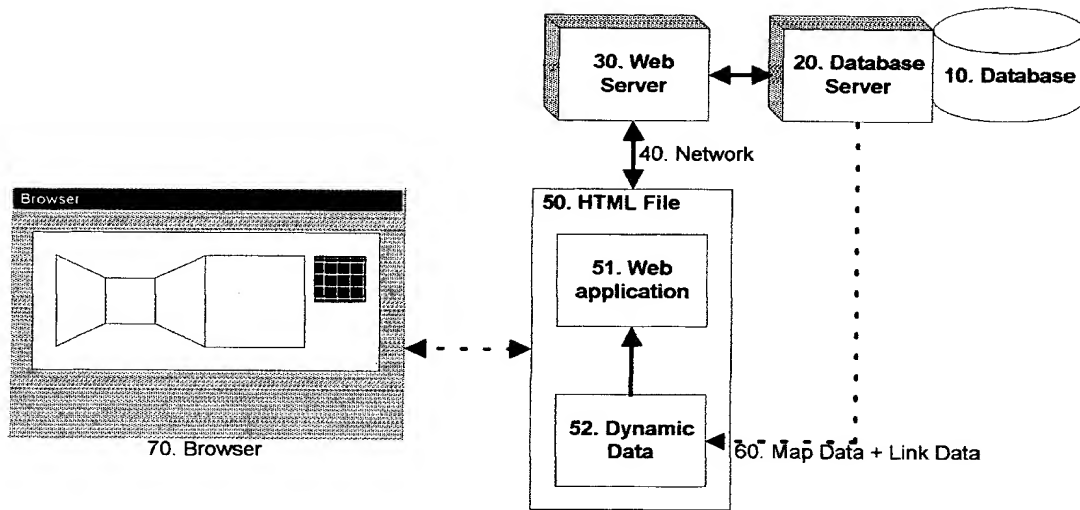 30. Web
Server
20. Database
Server
10. Database
40. Network
Browser
50. HTML File
51. Web
application
52. Dynamic
Data
60. Map Data + Link Data
70. Browser